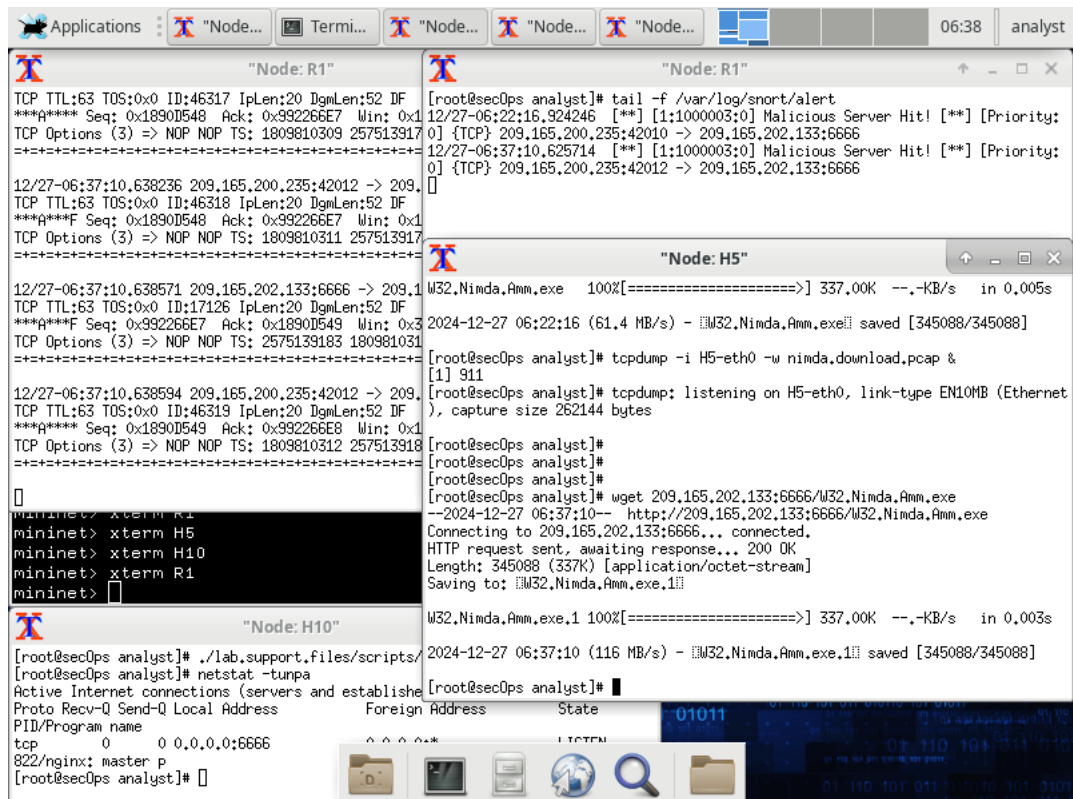 Applications
"Node...
Termi...
"Node...
"Node...
"Node...
06:38
analyst
"Node: R1"
TCP TTL:63 TOS:0x0 ID:46317 IpLen:20 DgmLen:52 DF
***A**** Seq: 0x1890D548 Ack: 0x992266E7 Win: 0x1
TCP Options (3) => NOP NOP TS: 1809810309 257513917
=+=+=+=+=+=+=+=+=+=+=+=+=+=+=+=+=+=+=+=+=+=+=+=+=+=
12/27-06:37:10.638236 209.165.200.235:42012 -> 209.
TCP TTL:63 TOS:0x0 ID:46318 IpLen:20 DgmLen:52 DF
***A***F Seq: 0x1890D548 Ack: 0x992266E7 Win: 0x1
TCP Options (3) => NOP NOP TS: 1809810311 257513917
=+=+=+=+=+=+=+=+=+=+=+=+=+=+=+=+=+=+=+=+=+=+=+=+=+=
12/27-06:37:10.638571 209.165.202.133:6666 -> 209.1
TCP TTL:63 TOS:0x0 ID:17126 IpLen:20 DgmLen:52 DF
***A***F Seq: 0x992266E7 Ack: 0x1890D549 Win: 0x3
TCP Options (3) => NOP NOP TS: 2575139183 180981031
=+=+=+=+=+=+=+=+=+=+=+=+=+=+=+=+=+=+=+=+=+=+=+=+=+=
12/27-06:37:10.638594 209.165.200.235:42012 -> 209.
TCP TTL:63 TOS:0x0 ID:46319 IpLen:20 DgmLen:52 DF
***A**** Seq: 0x1890D549 Ack: 0x992266E8 Win: 0x1
TCP Options (3) => NOP NOP TS: 1809810312 257513918
=+=+=+=+=+=+=+=+=+=+=+=+=+=+=+=+=+=+=+=+=+=+=+=+=+=
mininet> xterm R1
mininet> xterm H5
mininet> xterm H10
mininet> xterm R1
mininet>
"Node: H10"
[root@secOps analyst]# ./lab.support.files/scripts/
[root@secOps analyst]# netstat -tunpa
Active Internet connections (servers and establishe
Proto Recv-Q Send-Q Local Address Foreign Address State
PID/Program name
tcp 0 0 0.0.0.0:6666 0.0.0.0:* LISTEN
822/nginx: master p
[root@secOps analyst]#
"Node: R1"
[root@secOps analyst]# tail -f /var/log/snort/alert
12/27-06:22:16.924246 [**] [1:1000003:0] Malicious Server Hit! [**] [Priority:
0] {TCP} 209.165.200.235:42010 -> 209.165.202.133:6666
12/27-06:37:10.625714 [**] [1:1000003:0] Malicious Server Hit! [**] [Priority:
0] {TCP} 209.165.200.235:42012 -> 209.165.202.133:6666
"Node: H5"
W32.Nimda.Amm.exe 100%[=====================>] 337.00K --.-KB/s in 0.005s
2024-12-27 06:22:16 (61.4 MB/s) - W32.Nimda.Amm.exe saved [345088/345088]
[root@secOps analyst]# tcpdump -i H5-eth0 -w nimda.download.pcap &
[1] 911
[root@secOps analyst]# tcpdump: listening on H5-eth0, link-type EN10MB (Ethernet
), capture size 262144 bytes
[root@secOps analyst]#
[root@secOps analyst]#
[root@secOps analyst]#
[root@secOps analyst]# wget 209.165.202.133:6666/W32.Nimda.Amm.exe
--2024-12-27 06:37:10-- http://209.165.202.133:6666/W32.Nimda.Amm.exe
Connecting to 209.165.202.133:6666... connected.
HTTP request sent, awaiting response... 200 OK
Length: 345088 (337K) [application/octet-stream]
Saving to: W32.Nimda.Amm.exe.1
W32.Nimda.Amm.exe.1 100%[=====================>] 337.00K --.-KB/s in 0.003s
2024-12-27 06:37:10 (116 MB/s) - W32.Nimda.Amm.exe.1 saved [345088/345088]
[root@secOps analyst]#
01011